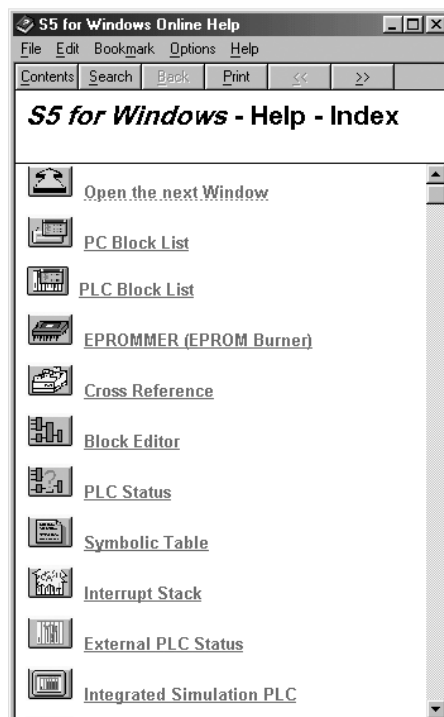 S5 for Windows Online Help
File Edit Bookmark Options Help
Contents Search Back Print << >>
S5 for Windows - Help - Index
Open the next Window
PC Block List
PLC Block List
EPROMMER (EPROM Burner)
Cross Reference
Block Editor
PLC Status
Symbolic Table
Interrupt Stack
External PLC Status
Integrated Simulation PLC